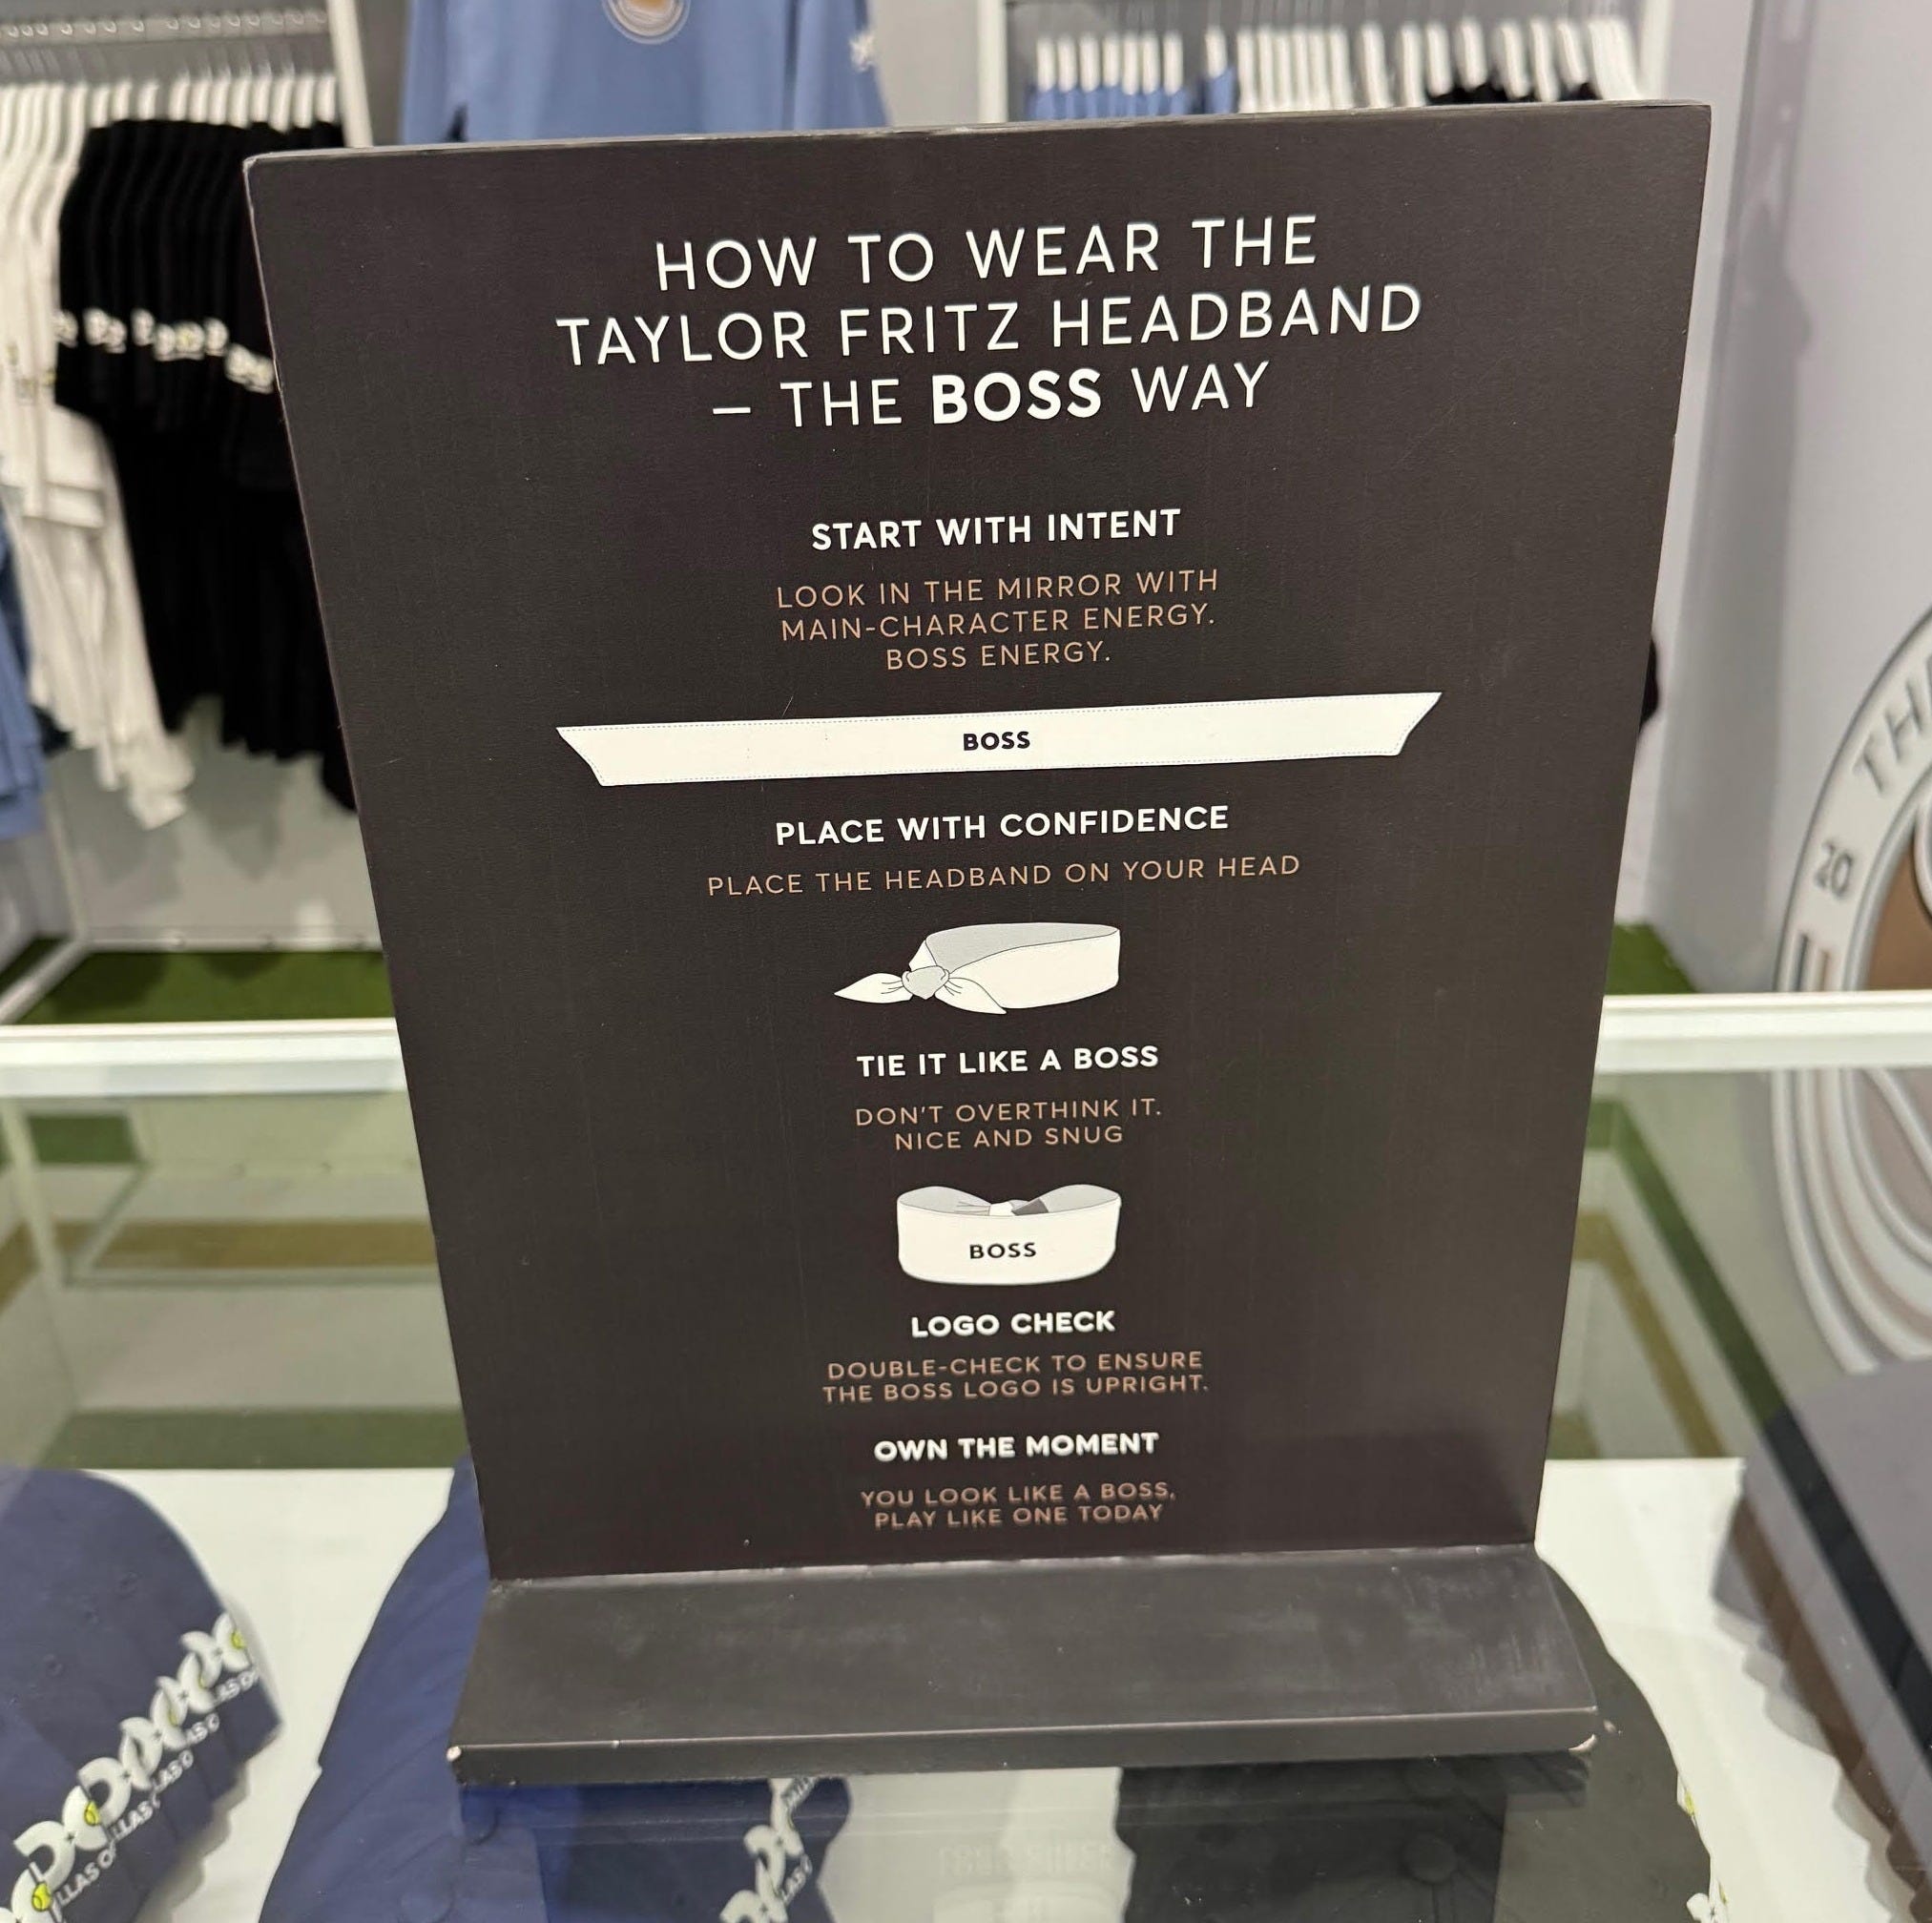 HOW TO WEAR THE
TAYLOR FRITZ HEADBAND
– THE BOSS WAY
START WITH INTENT
LOOK IN THE MIRROR WITH
MAIN-CHARACTER ENERGY.
BOSS ENERGY.
BOSS
PLACE WITH CONFIDENCE
PLACE THE HEADBAND ON YOUR HEAD
TIE IT LIKE A BOSS
DON'T OVERTHINK IT.
NICE AND SNUG
BOSS
LOGO CHECK
DOUBLE-CHECK TO ENSURE
THE BOSS LOGO IS UPRIGHT.
OWN THE MOMENT
YOU LOOK LIKE A BOSS,
PLAY LIKE ONE TODAY
20